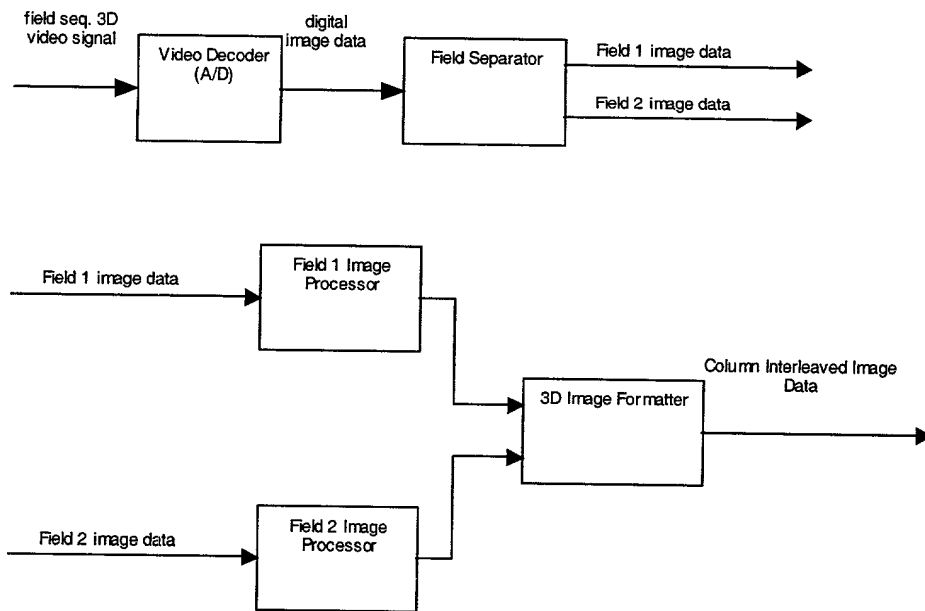 field seq. 3D
video signal
Video Decoder
(A/D)
digital
image data
Field Separator
Field 1 image data
Field 2 image data
Field 1 image data
Field 1 Image
Processor
Column Interleaved Image
Data
3D Image Formatter
Field 2 image data
Field 2 Image
Processor